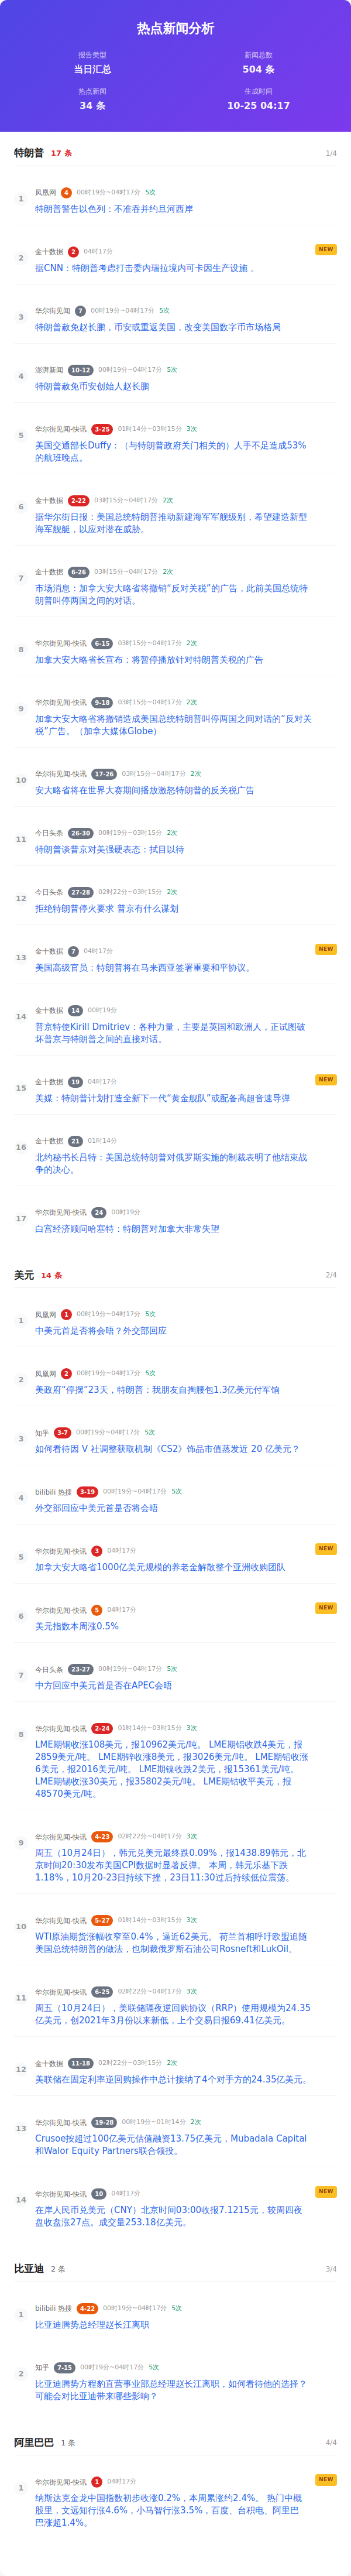 热点新闻分析
报告类型
当日汇总
新闻总数
504 条
热点新闻
34 条
生成时间
10-25 04:17
特朗普 17 条 1/4
1 凤凰网 4 00时19分~04时17分 5次
特朗普警告以色列：不准吞并约旦河西岸
2 金十数据 2 04时17分 NEW
据CNN：特朗普考虑打击委内瑞拉境内可卡因生产设施 。
3 华尔街见闻 7 00时19分~04时17分 5次
特朗普赦免赵长鹏，币安或重返美国，改变美国数字币市场格局
4 澎湃新闻 10-12 00时19分~04时17分 5次
特朗普赦免币安创始人赵长鹏
5 华尔街见闻-快讯 3-25 01时14分~03时15分 3次
美国交通部长Duffy：（与特朗普政府关门相关的）人手不足造成53%
的航班晚点。
6 金十数据 2-22 03时15分~04时17分 2次
据华尔街日报：美国总统特朗普推动新建海军军舰级别，希望建造新型
海军舰艇，以应对潜在威胁。
7 金十数据 6-26 03时15分~04时17分 2次
市场消息：加拿大安大略省将撤销“反对关税”的广告，此前美国总统特
朗普叫停两国之间的对话。
8 华尔街见闻-快讯 6-15 03时15分~04时17分 2次
加拿大安大略省长宣布：将暂停播放针对特朗普关税的广告
9 华尔街见闻-快讯 9-18 03时15分~04时17分 2次
加拿大安大略省将撤销造成美国总统特朗普叫停两国之间对话的“反对关
税”广告。（加拿大媒体Globe）
10 华尔街见闻-快讯 17-26 03时15分~04时17分 2次
安大略省将在世界大赛期间播放激怒特朗普的反关税广告
11 今日头条 26-30 00时19分~03时15分 2次
特朗普谈普京对美强硬表态：拭目以待
12 今日头条 27-28 02时22分~03时15分 2次
拒绝特朗普停火要求 普京有什么谋划
13 金十数据 7 04时17分 NEW
美国高级官员：特朗普将在马来西亚签署重要和平协议。
14 金十数据 14 00时19分
普京特使Kirill Dmitriev：各种力量，主要是英国和欧洲人，正试图破
坏普京与特朗普之间的直接对话。
15 金十数据 19 04时17分 NEW
美媒：特朗普计划打造全新下一代“黄金舰队”或配备高超音速导弹
16 金十数据 21 01时14分
北约秘书长吕特：美国总统特朗普对俄罗斯实施的制裁表明了他结束战
争的决心。
17 华尔街见闻-快讯 24 00时19分
白宫经济顾问哈塞特：特朗普对加拿大非常失望
美元 14 条 2/4
1 凤凰网 1 00时19分~04时17分 5次
中美元首是否将会晤？外交部回应
2 凤凰网 2 00时19分~04时17分 5次
美政府“停摆”23天，特朗普：我朋友自掏腰包1.3亿美元付军饷
3 知乎 3-7 00时19分~04时17分 5次
如何看待因 V 社调整获取机制《CS2》饰品市值蒸发近 20 亿美元？
4 bilibili 热搜 3-19 00时19分~04时17分 5次
外交部回应中美元首是否将会晤
5 华尔街见闻-快讯 3 04时17分 NEW
加拿大安大略省1000亿美元规模的养老金解散整个亚洲收购团队
6 华尔街见闻-快讯 5 04时17分 NEW
美元指数本周涨0.5%
7 今日头条 23-27 00时19分~04时17分 5次
中方回应中美元首是否在APEC会晤
8 华尔街见闻-快讯 2-24 01时14分~03时15分 3次
LME期铜收涨108美元，报10962美元/吨。 LME期铝收跌4美元，报
2859美元/吨。 LME期锌收涨8美元，报3026美元/吨。 LME期铅收涨
6美元，报2016美元/吨。 LME期镍收跌2美元，报15361美元/吨。
LME期锡收涨30美元，报35802美元/吨。 LME期钴收平美元，报
48570美元/吨。
9 华尔街见闻-快讯 4-23 02时22分~04时17分 3次
周五（10月24日），韩元兑美元最终跌0.09%，报1438.89韩元，北
京时间20:30发布美国CPI数据时显著反弹。 本周，韩元乐基下跌
1.18%，10月20-23日持续下挫，23日11:30过后持续低位震荡。
10 华尔街见闻-快讯 5-27 01时14分~03时15分 3次
WTI原油期货涨幅收窄至0.4%，逼近62美元。 荷兰首相呼吁欧盟追随
美国总统特朗普的做法，也制裁俄罗斯石油公司Rosneft和LukOil。
11 华尔街见闻-快讯 6-25 02时22分~04时17分 3次
周五（10月24日），美联储隔夜逆回购协议（RRP）使用规模为24.35
亿美元，创2021年3月份以来新低，上个交易日报69.41亿美元。
12 金十数据 11-18 02时22分~03时15分 2次
美联储在固定利率逆回购操作中总计接纳了4个对手方的24.35亿美元。
13 华尔街见闻-快讯 19-28 00时19分~01时14分 2次
Crusoe按超过100亿美元估值融资13.75亿美元，Mubadala Capital
和Walor Equity Partners联合领投。
14 华尔街见闻-快讯 10 04时17分 NEW
在岸人民币兑美元（CNY）北京时间03:00收报7.1215元，较周四夜
盘收盘涨27点。成交量253.18亿美元。
比亚迪 2 条 3/4
1 bilibili 热搜 4-22 00时19分~04时17分 5次
比亚迪腾势总经理赵长江离职
2 知乎 7-15 00时19分~04时17分 5次
比亚迪腾势方程豹直营事业部总经理赵长江离职，如何看待他的选择？
可能会对比亚迪带来哪些影响？
阿里巴巴 1 条 4/4
1 华尔街见闻-快讯 1 04时17分 NEW
纳斯达克金龙中国指数初步收涨0.2%，本周累涨约2.4%。 热门中概
股里，文远知行涨4.6%，小马智行涨3.5%，百度、台积电、阿里巴
巴涨超1.4%。